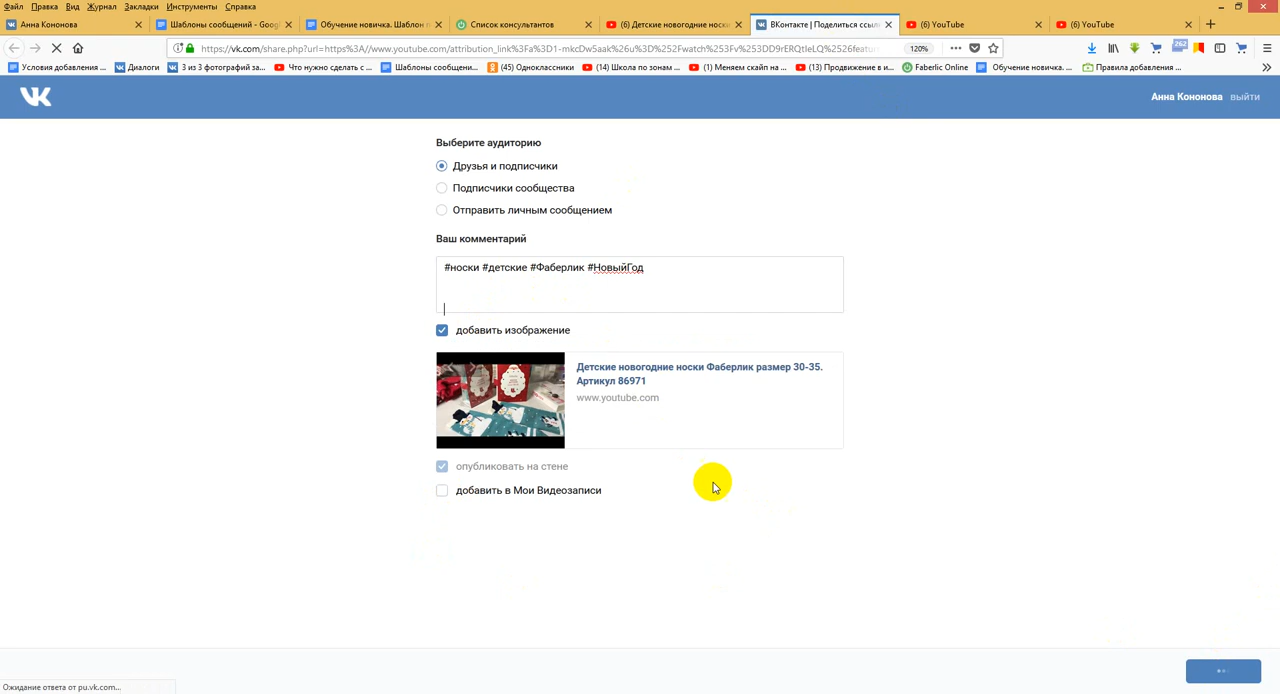 Файл Правка Вид Журнал Закладки Инструменты Справка
Анна Кононова
Шаблоны сообщений - Googl
Обучение новичка. Шаблон п
Список консультантов
(6) Детские новогодние носки
ВКонтакте | Поделиться ссылк
(6) YouTube
(6) YouTube
https://vk.com/share.php?url=https%3A//www.youtube.com/attribution_link%3Fa%3D1-mkcDw5aak%26u%3D%252Fwatch%253Fv%253DD9rERQtIeLQ%2526featur
120%
262
Условия добавления ...
Диалоги
3 из 3 фотографий за...
Что нужно сделать с ...
Шаблоны сообщени...
(45) Одноклассники
(14) Школа по зонам ...
(1) Меняем скайп на ...
(13) Продвижение в и...
Faberlic Online
Обучение новичка. ...
Правила добавления ...
Анна Кононова выйти
Выберите аудиторию
Друзья и подписчики
Подписчики сообщества
Отправить личным сообщением
Ваш комментарий
#носки #детские #Фаберлик #НовыйГод
добавить изображение
Детские новогодние носки Фаберлик размер 30-35.
Артикул 86971
www.youtube.com
опубликовать на стене
добавить в Мои Видеозаписи
Ожидание ответа от pu.vk.com...